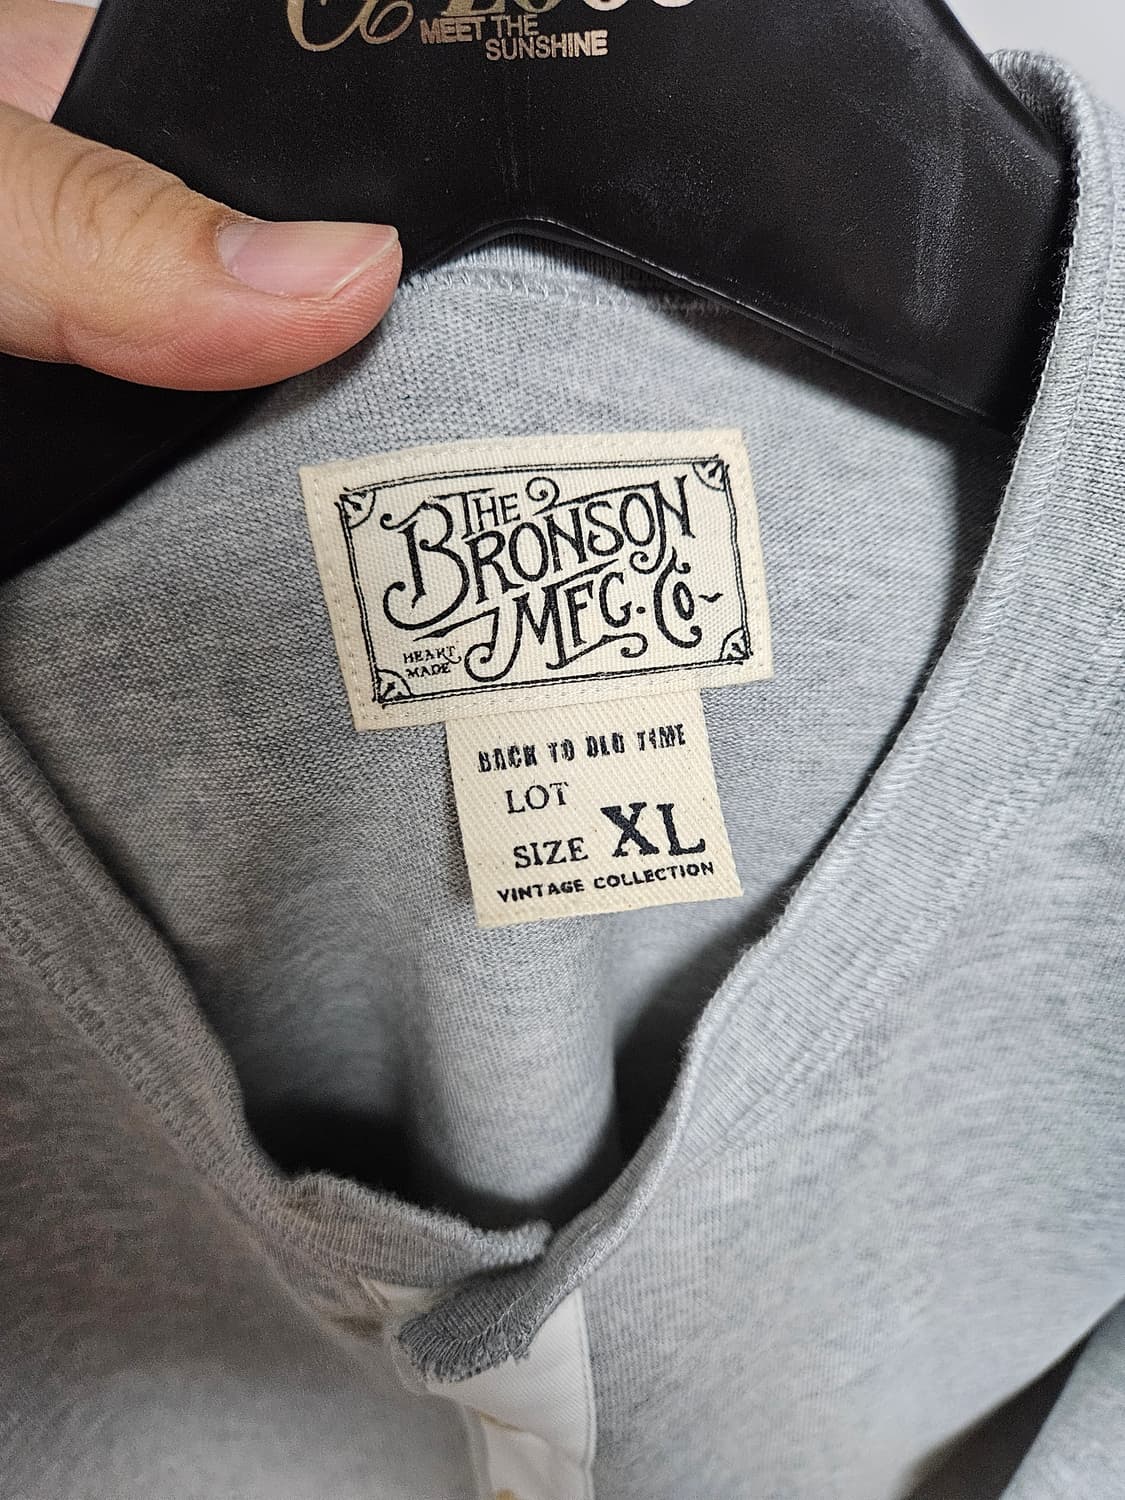 MEET THE
SUNSHINE
THE
BRONSON
MFG. Co
HEART
MADE
BACK TO OLD TIME
LOT
SIZE XL
VINTAGE COLLECTION